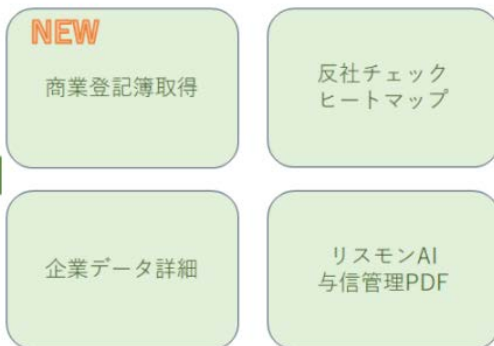 NEW
商業登記簿取得
反社チェック
ヒートマップ
企業データ詳細
リスモンAI
与信管理PDF